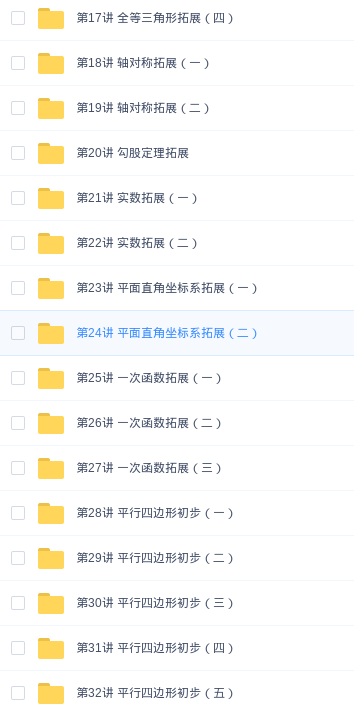 第17讲 全等三角形拓展（四）
第18讲 轴对称拓展（一）
第19讲 轴对称拓展（二）
第20讲 勾股定理拓展
第21讲 实数拓展（一）
第22讲 实数拓展（二）
第23讲 平面直角坐标系拓展（一）
第24讲 平面直角坐标系拓展（二）
第25讲 一次函数拓展（一）
第26讲 一次函数拓展（二）
第27讲 一次函数拓展（三）
第28讲 平行四边形初步（一）
第29讲 平行四边形初步（二）
第30讲 平行四边形初步（三）
第31讲 平行四边形初步（四）
第32讲 平行四边形初步（五）